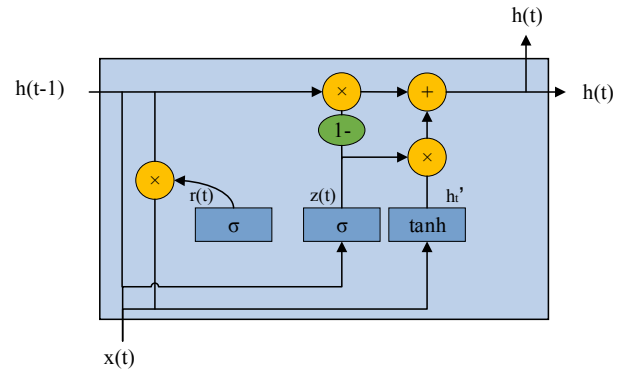 h(t)
h(t-1)
×
+
h(t)
1-
×
×
r(t)
z(t)
hₜ’
σ
σ
tanh
x(t)